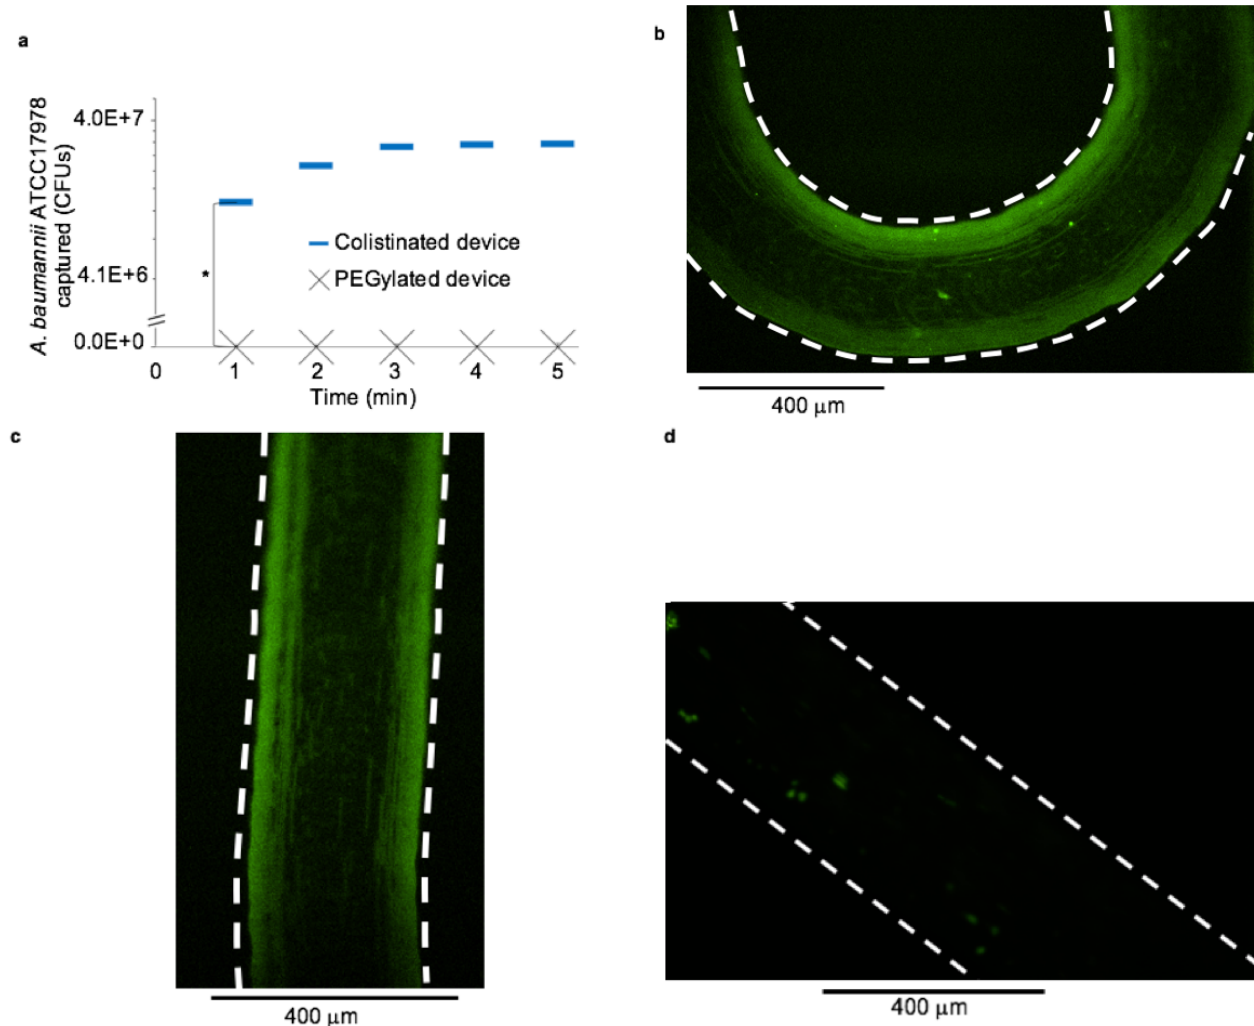 a
A. baumannii ATCC17978
captured (CFUs)
4.0E+7
4.1E+6
0.0E+0
*
Colistinated device
PEGylated device
0 1 2 3 4 5
Time (min)
b
400 μm
c
400 μm
d
400 μm